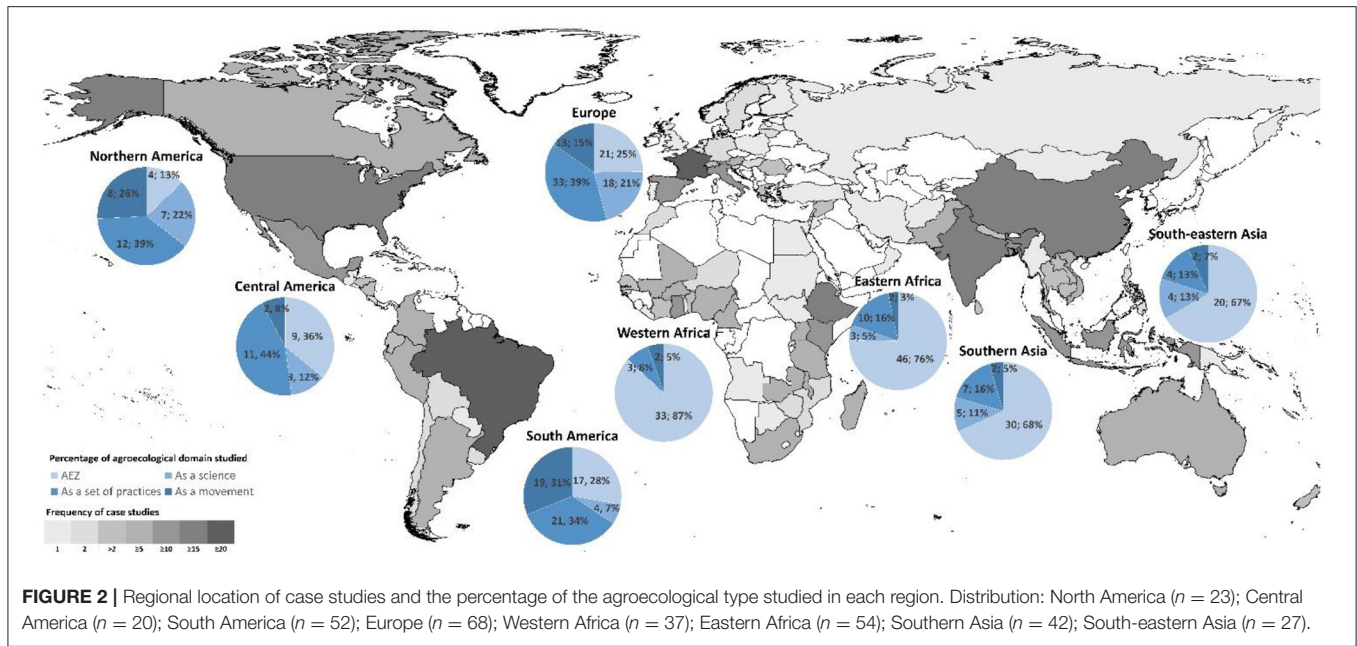 Europe
13; 15%
21; 25%
33; 39%
18; 21%
Northern America
4; 13%
8; 26%
7; 22%
12; 39%
South-eastern Asia
2; 7%
4; 13%
4; 13%
20; 67%
Central America
2, 8%
9, 36%
11, 44%
3, 12%
Eastern Africa
2; 3%
10; 16%
3; 5%
46; 76%
Western Africa
2; 5%
3; 8%
33; 87%
Southern Asia
2; 5%
7; 16%
5; 11%
30; 68%
South America
19, 31%
17, 28%
4, 7%
21, 34%
Percentage of agroecological domain studied
AEZ
As a science
As a set of practices
As a movement
Frequency of case studies
1 2 >2 ≥5 ≥10 ≥15 ≥20
FIGURE 2 | Regional location of case studies and the percentage of the agroecological type studied in each region. Distribution: North America (n = 23); Central
America (n = 20); South America (n = 52); Europe (n = 68); Western Africa (n = 37); Eastern Africa (n = 54); Southern Asia (n = 42); South-eastern Asia (n = 27).